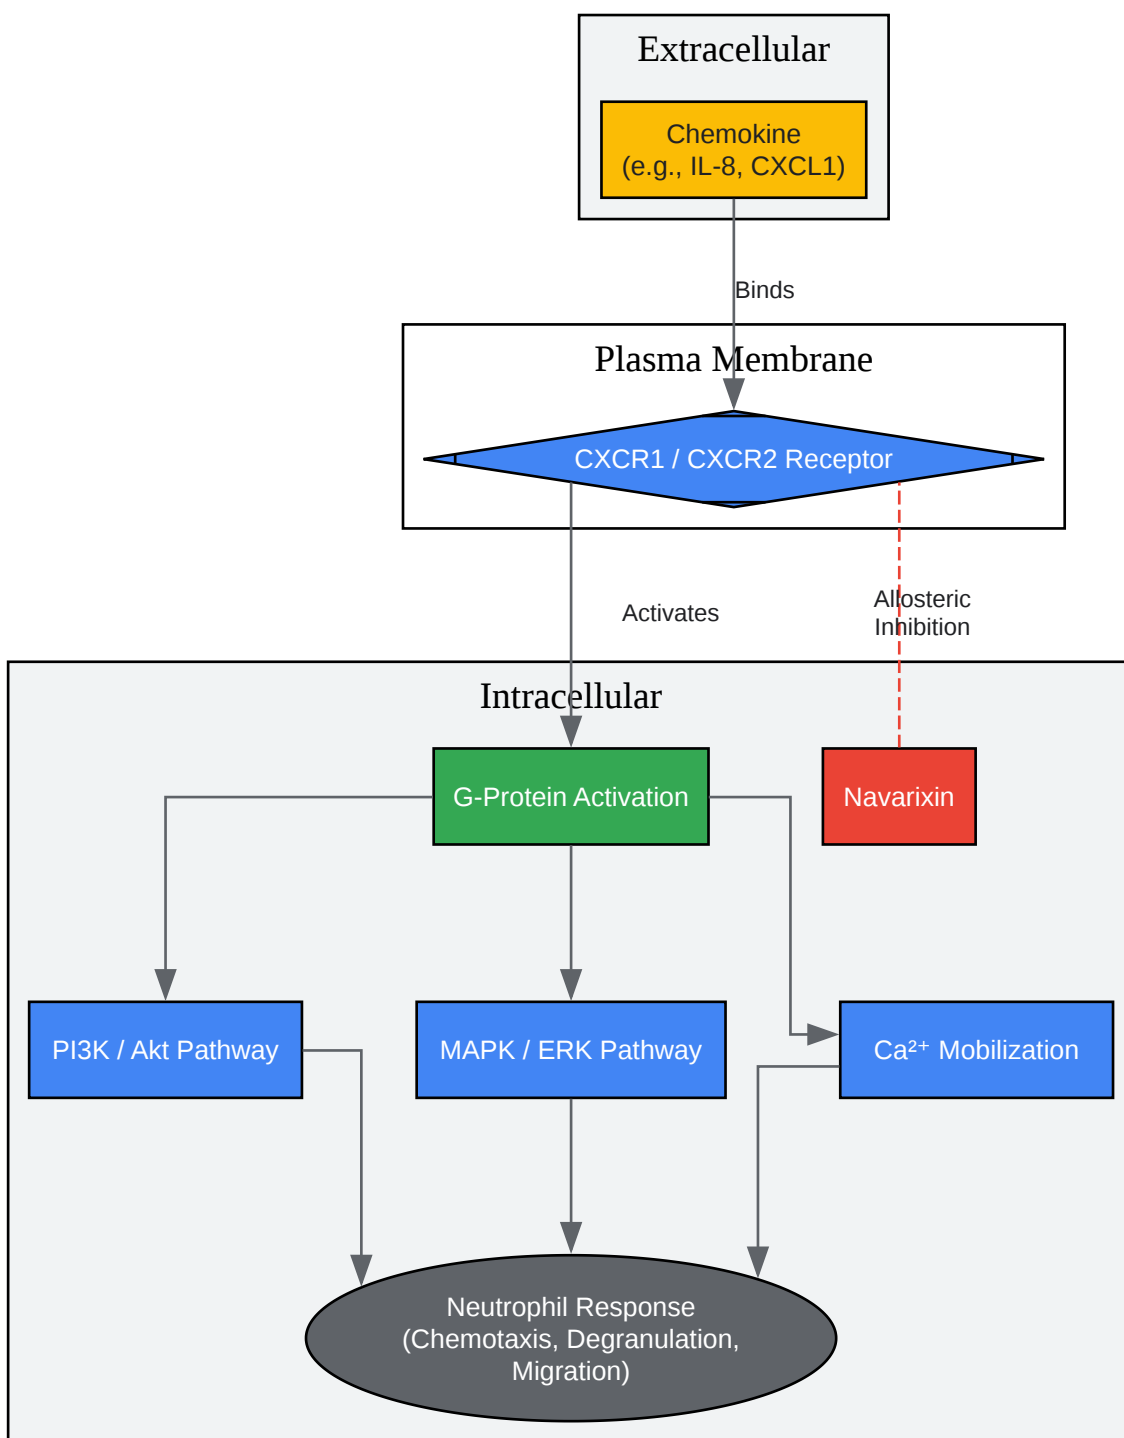 Extracellular
Chemokine
(e.g., IL-8, CXCL1)
Binds
Plasma Membrane
CXCR1 / CXCR2 Receptor
Activates
Allosteric
Inhibition
Intracellular
G-Protein Activation
Navarixin
PI3K / Akt Pathway
MAPK / ERK Pathway
Ca²⁺ Mobilization
Neutrophil Response
(Chemotaxis, Degranulation,
Migration)